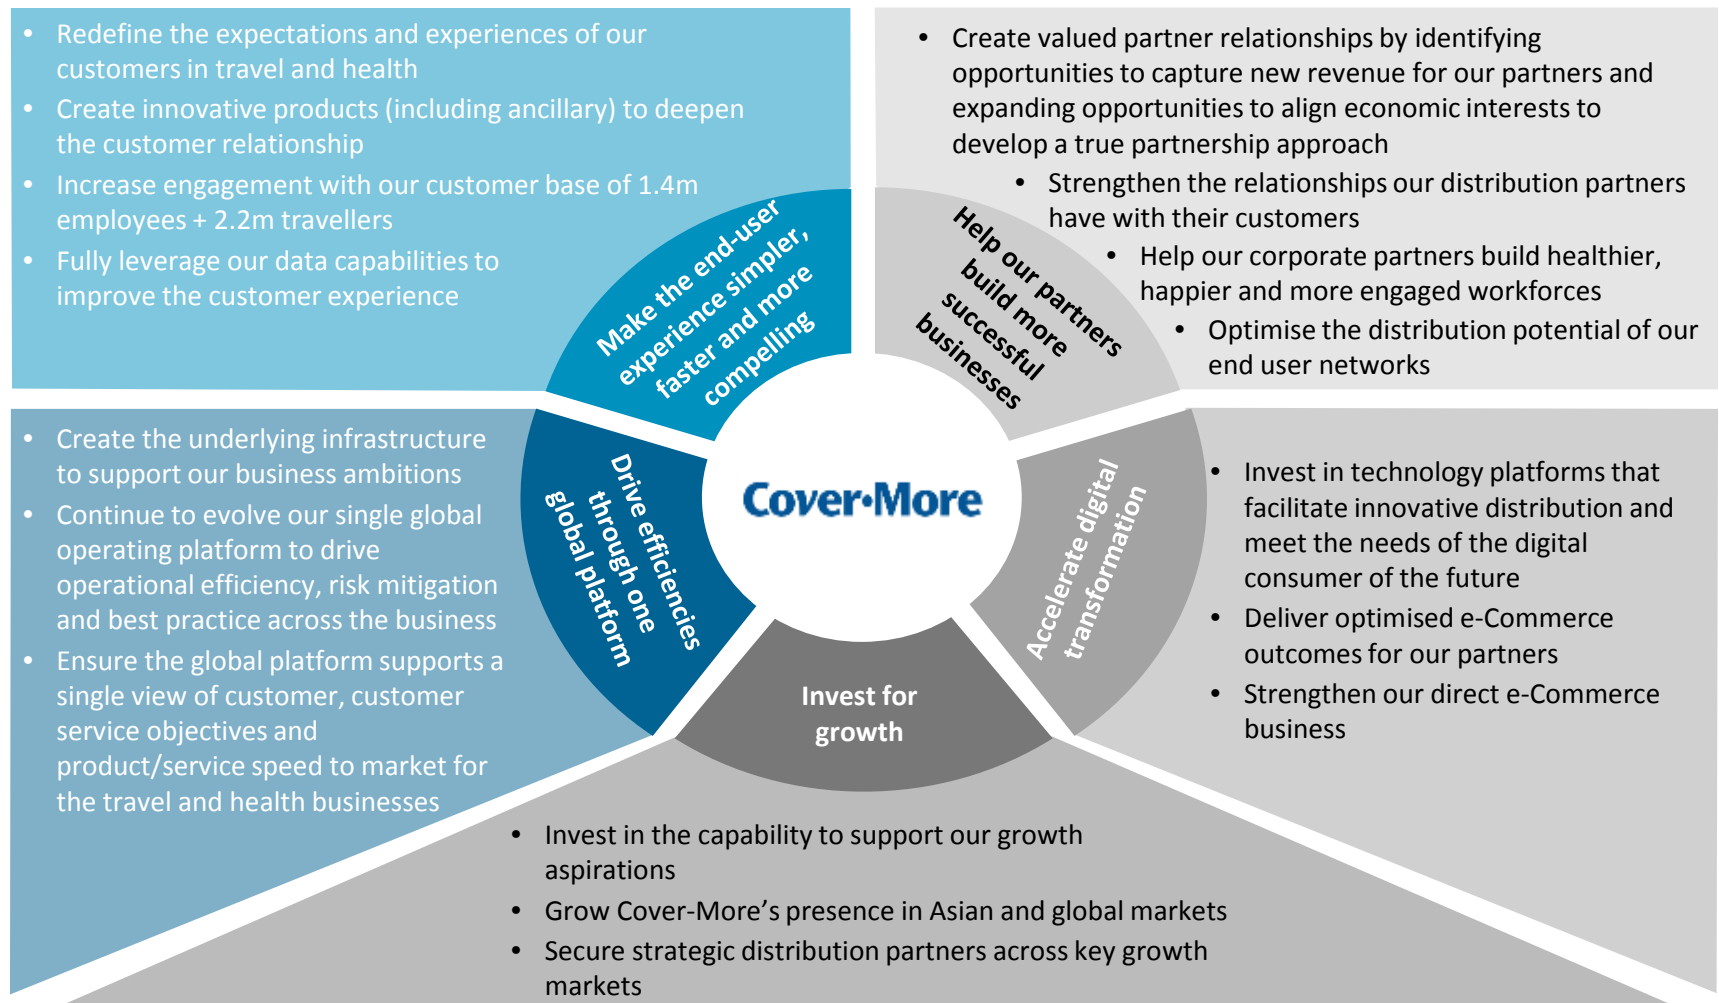 • Redefine the expectations and experiences of our
customers in travel and health
• Create innovative products (including ancillary) to deepen
the customer relationship
• Increase engagement with our customer base of 1.4m
employees + 2.2m travellers
• Fully leverage our data capabilities to
improve the customer experience
Make the end-user
experience simpler,
faster and more
compelling
• Create valued partner relationships by identifying
opportunities to capture new revenue for our partners and
expanding opportunities to align economic interests to
develop a true partnership approach
• Strengthen the relationships our distribution partners
have with their customers
• Help our corporate partners build healthier,
happier and more engaged workforces
• Optimise the distribution potential of our
end user networks
Help our partners
build more
successful
businesses
• Create the underlying infrastructure
to support our business ambitions
• Continue to evolve our single global
operating platform to drive
operational efficiency, risk mitigation
and best practice across the business
• Ensure the global platform supports a
single view of customer, customer
service objectives and
product/service speed to market for
the travel and health businesses
Drive efficiencies
through one
global platform
Cover•More
Accelerate digital
transformation
• Invest in technology platforms that
facilitate innovative distribution and
meet the needs of the digital
consumer of the future
• Deliver optimised e-Commerce
outcomes for our partners
• Strengthen our direct e-Commerce
business
Invest for
growth
• Invest in the capability to support our growth
aspirations
• Grow Cover-More’s presence in Asian and global markets
• Secure strategic distribution partners across key growth
markets